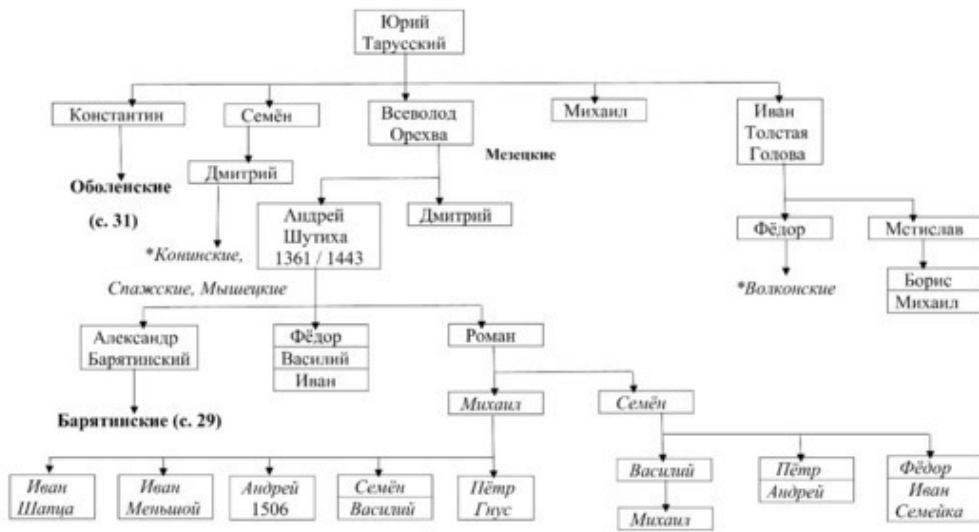 Юрий
Тарусский
Константин
Семён
Всеволод
Орехва
Михаил
Иван
Толстая
Голова
Мезецкие
Дмитрий
Оболенские
(с. 31)
Андрей
Шутиха
1361 / 1443
Дмитрий
Фёдор
Мстислав
*Конинские,
Спажские, Мышецкие
*Волконские
Борис
Михаил
Александр
Барятинский
Фёдор
Василий
Иван
Роман
Барятинские (с. 29)
Михаил
Семён
Иван
Шапца
Иван
Меньшой
Андрей
1506
Семён
Василий
Пётр
Гнус
Василий
Михаил
Пётр
Андрей
Фёдор
Иван
Семейка